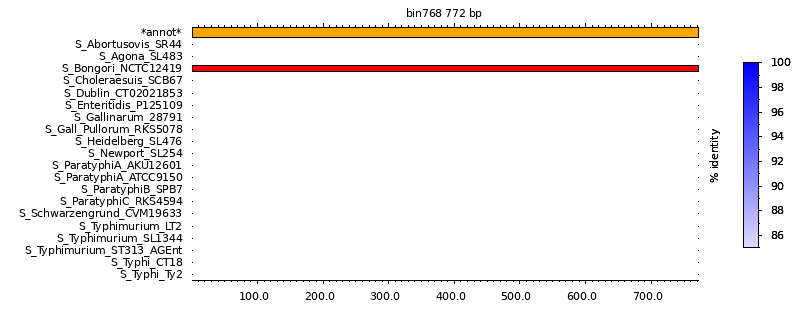 bin768 772 bp
*annot*
S_Abortusovis_SR44
S_Agona_SL483
S_Bongori_NCTC12419
S_Choleraesuis_SCB67
S_Dublin_CT02021853
S_Enteritidis_P125109
S_Gallinarum_28791
S_Gall_Pullorum_RKS5078
S_Heidelberg_SL476
S_Newport_SL254
S_ParatyphiA_AKU12601
S_ParatyphiA_ATCC9150
S_ParatyphiB_SPB7
S_ParatyphiC_RKS4594
S_Schwarzengrund_CVM19633
S_Typhimurium_LT2
S_Typhimurium_SL1344
S_Typhimurium_ST313_AGEnt
S_Typhi_CT18
S_Typhi_Ty2
100.0 200.0 300.0 400.0 500.0 600.0 700.0
% identity
100
98
96
94
92
90
88
86